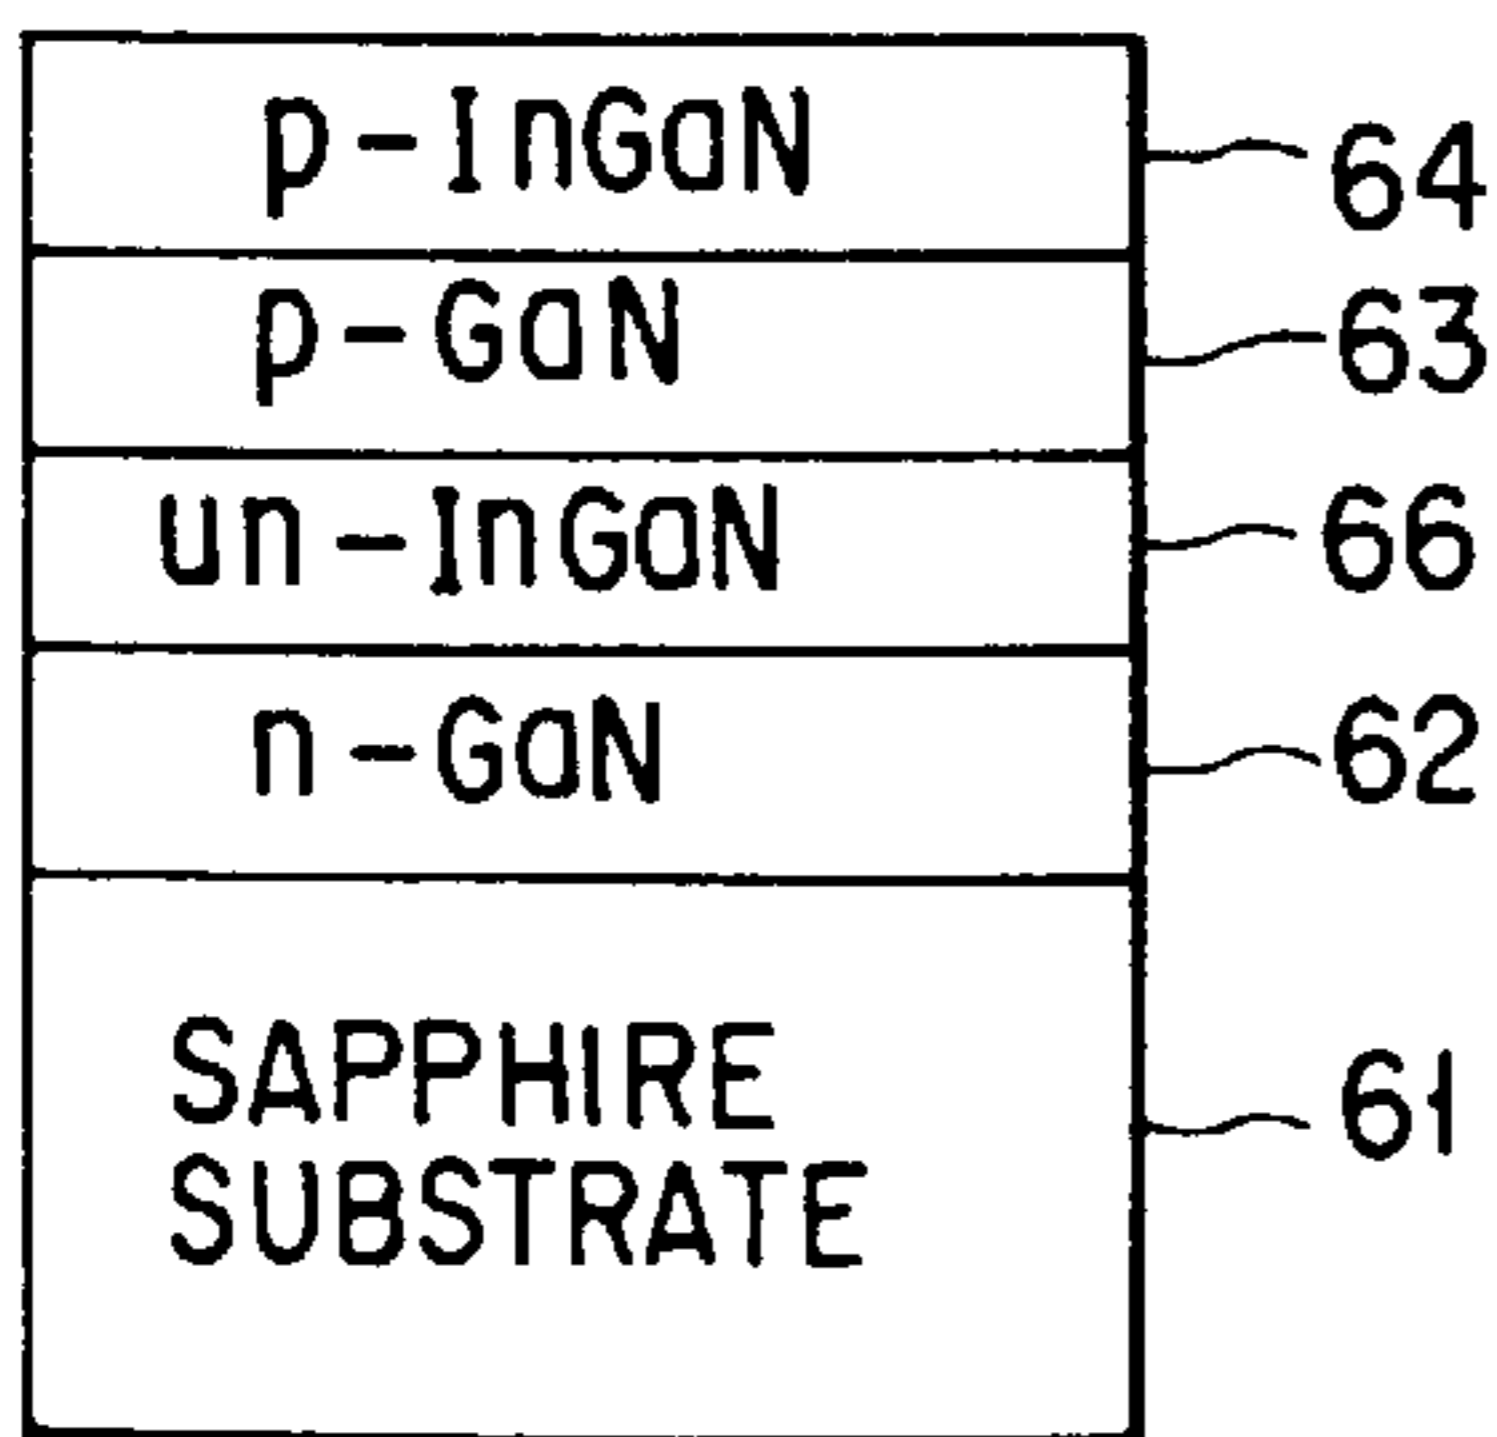 p-InGaN 64
p-GaN 63
un-InGaN 66
n-GaN 62
SAPPHIRE 61
SUBSTRATE